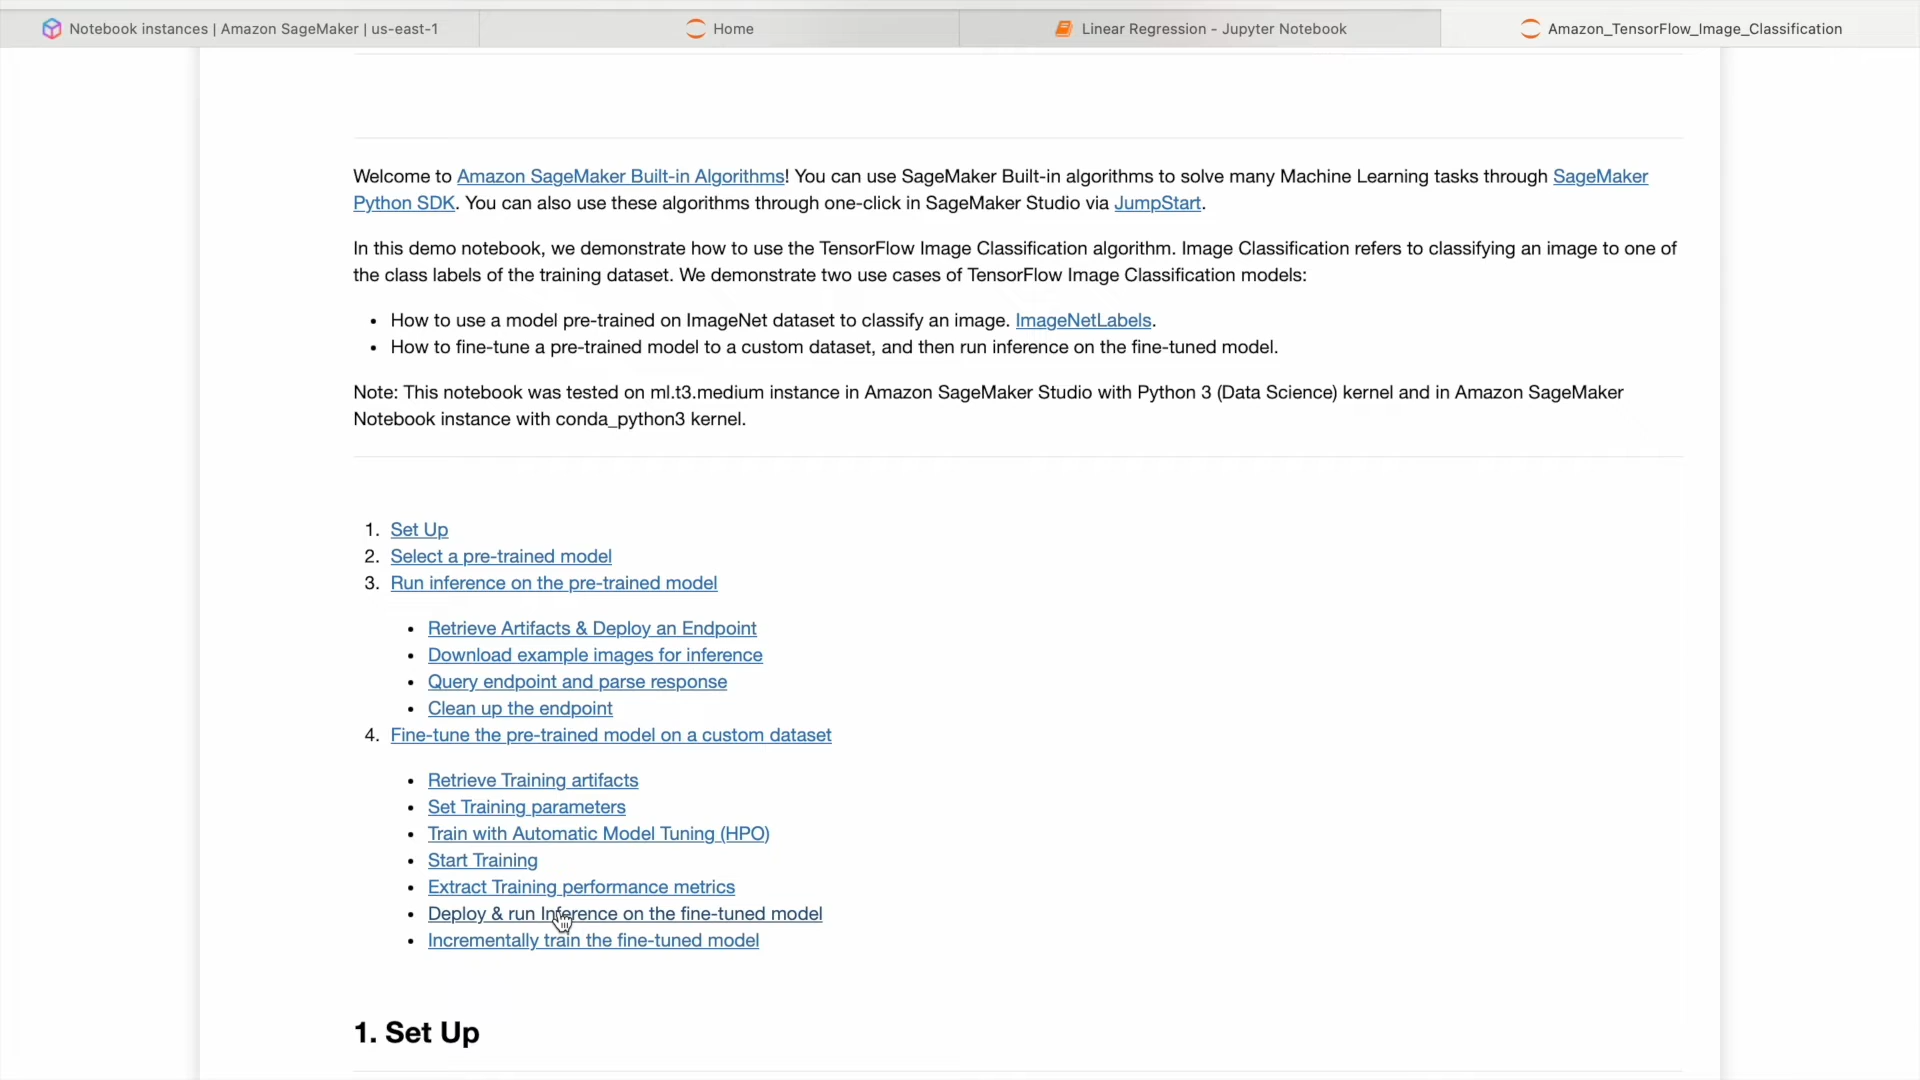 Notebook instances | Amazon SageMaker | us-east-1
Home
Linear Regression - Jupyter Notebook
Amazon_TensorFlow_Image_Classification
Welcome to Amazon SageMaker Built-in Algorithms! You can use SageMaker Built-in algorithms to solve many Machine Learning tasks through SageMaker
Python SDK. You can also use these algorithms through one-click in SageMaker Studio via JumpStart.
In this demo notebook, we demonstrate how to use the TensorFlow Image Classification algorithm. Image Classification refers to classifying an image to one of
the class labels of the training dataset. We demonstrate two use cases of TensorFlow Image Classification models:
• How to use a model pre-trained on ImageNet dataset to classify an image. ImageNetLabels.
• How to fine-tune a pre-trained model to a custom dataset, and then run inference on the fine-tuned model.
Note: This notebook was tested on ml.t3.medium instance in Amazon SageMaker Studio with Python 3 (Data Science) kernel and in Amazon SageMaker
Notebook instance with conda_python3 kernel.
1. Set Up
2. Select a pre-trained model
3. Run inference on the pre-trained model
• Retrieve Artifacts & Deploy an Endpoint
• Download example images for inference
• Query endpoint and parse response
• Clean up the endpoint
4. Fine-tune the pre-trained model on a custom dataset
• Retrieve Training artifacts
• Set Training parameters
• Train with Automatic Model Tuning (HPO)
• Start Training
• Extract Training performance metrics
• Deploy & run Inference on the fine-tuned model
• Incrementally train the fine-tuned model
1. Set Up